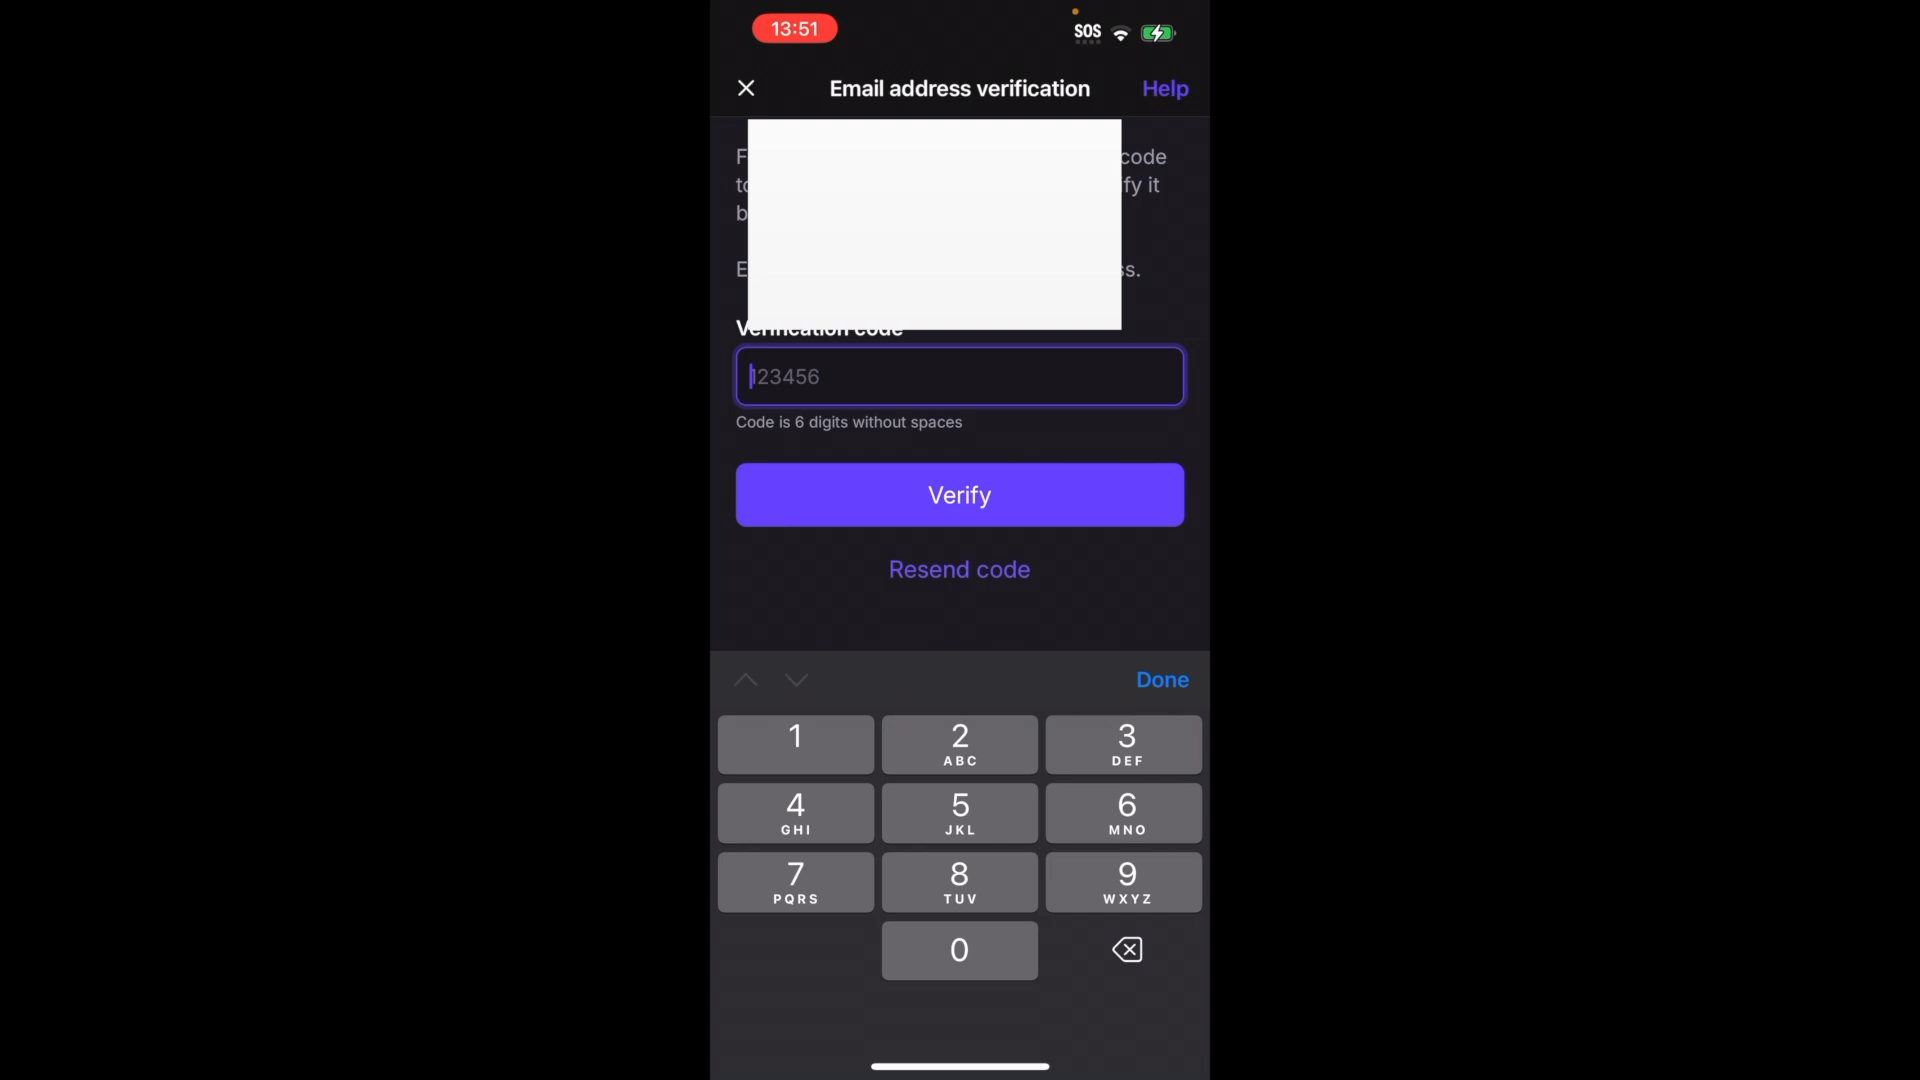 13:51
SOS
Email address verification
Help
code
it
Verification code
123456
Code is 6 digits without spaces
Verify
Resend code
Done
1
2
ABC
3
DEF
4
GHI
5
JKL
6
MNO
7
PQRS
8
TUV
9
WXYZ
0